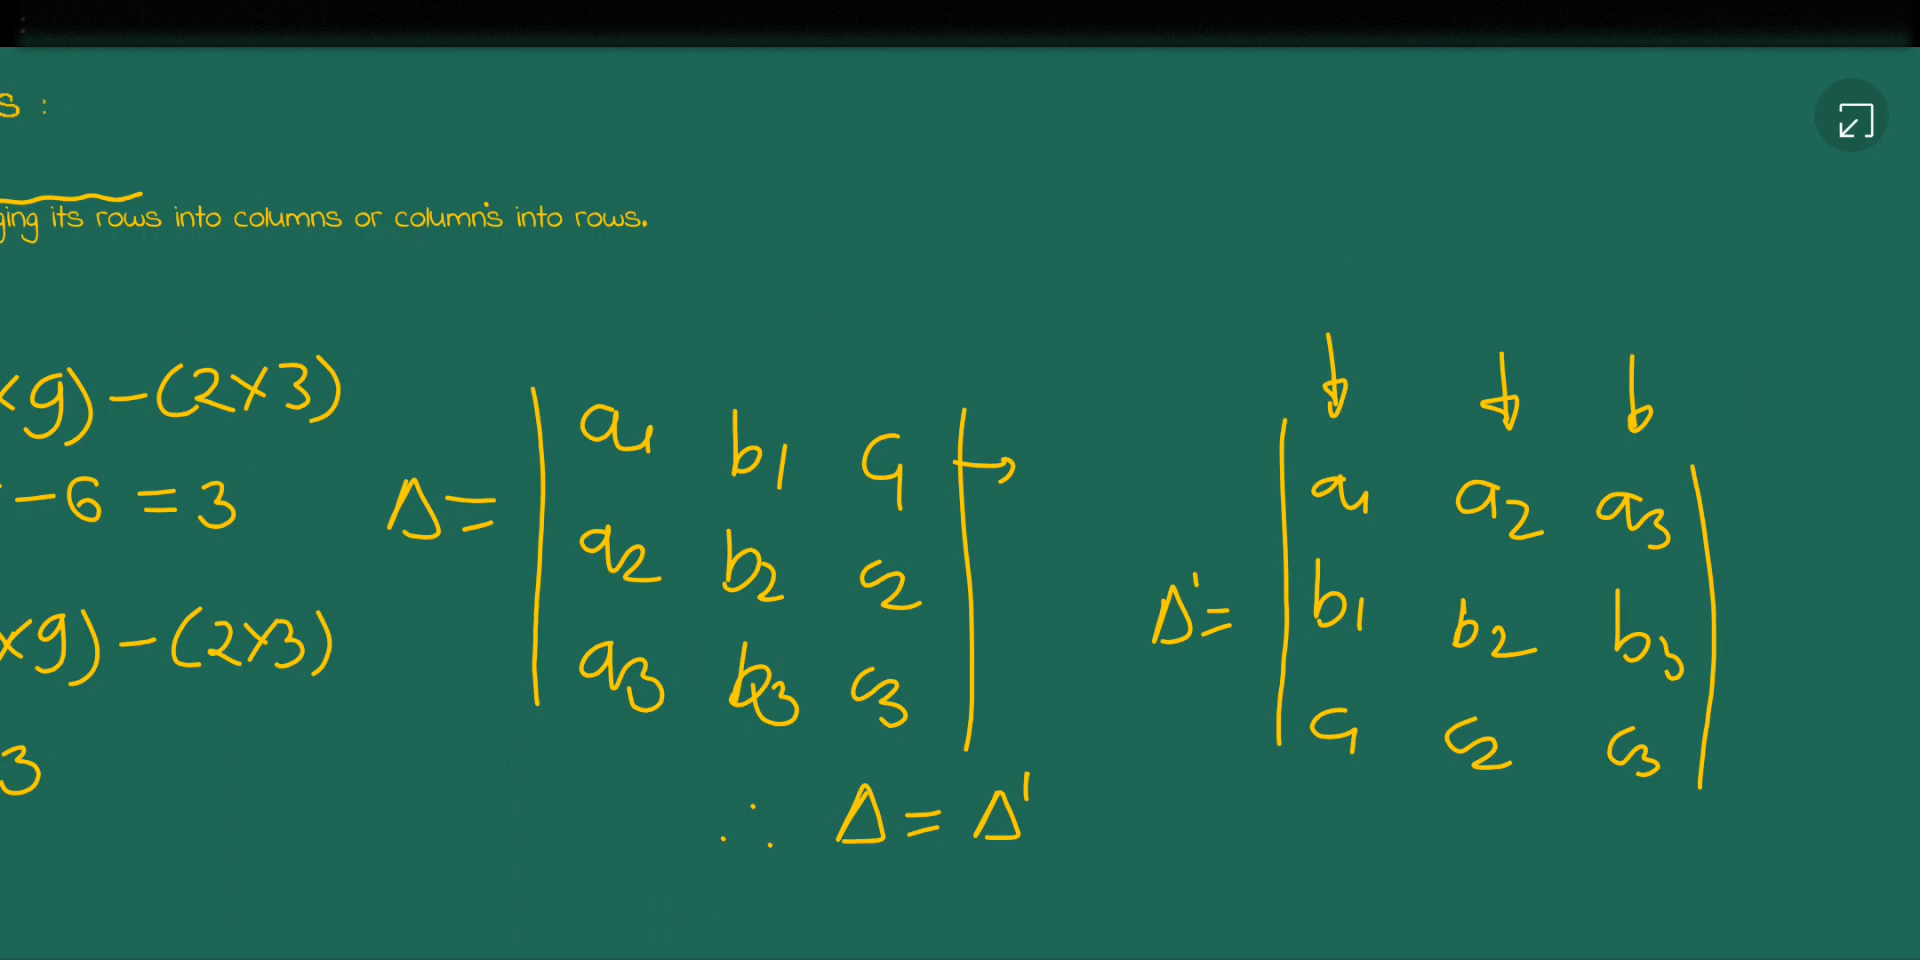 s :
ging its rows into columns or columns into rows.
×9) - (2×3)
- 6 = 3
×9) - (2×3)
3
Δ = | a1 b1 c1 |
| a2 b2 c2 |
| a3 b3 c3 |
∴ Δ = Δ'
Δ' = | a1 a2 a3 |
| b1 b2 b3 |
| c1 c2 c3 |